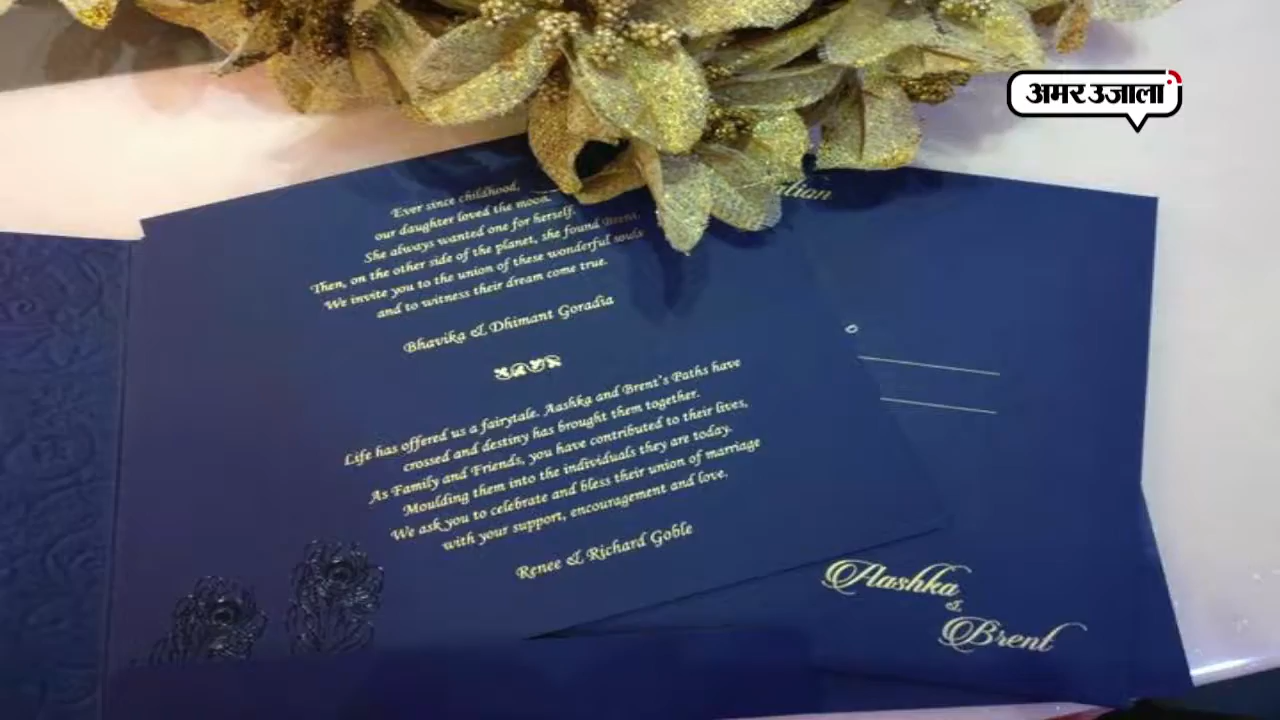 अमर उजाला
Ever since childhood,
our daughter loved the moon.
She always wanted one for herself.
Then, on the other side of the planet, she found Brent.
We invite you to the union of these wonderful souls
and to witness their dream come true.
Bhavika & Dhimant Goradia
Life has offered us a fairytale. Aashka and Brent's Paths have
crossed and destiny has brought them together.
As Family and Friends, you have contributed to their lives,
Moulding them into the individuals they are today.
We ask you to celebrate and bless their union of marriage
with your support, encouragement and love.
Renee & Richard Goble
Aashka
&
Brent